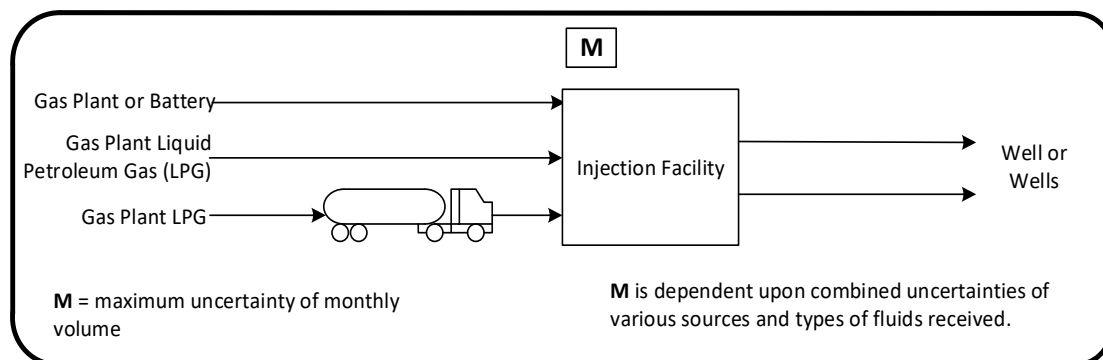 M
Gas Plant or Battery
Gas Plant Liquid
Petroleum Gas (LPG)
Gas Plant LPG
Injection Facility
Well or
Wells
M = maximum uncertainty of monthly
volume
M is dependent upon combined uncertainties of
various sources and types of fluids received.